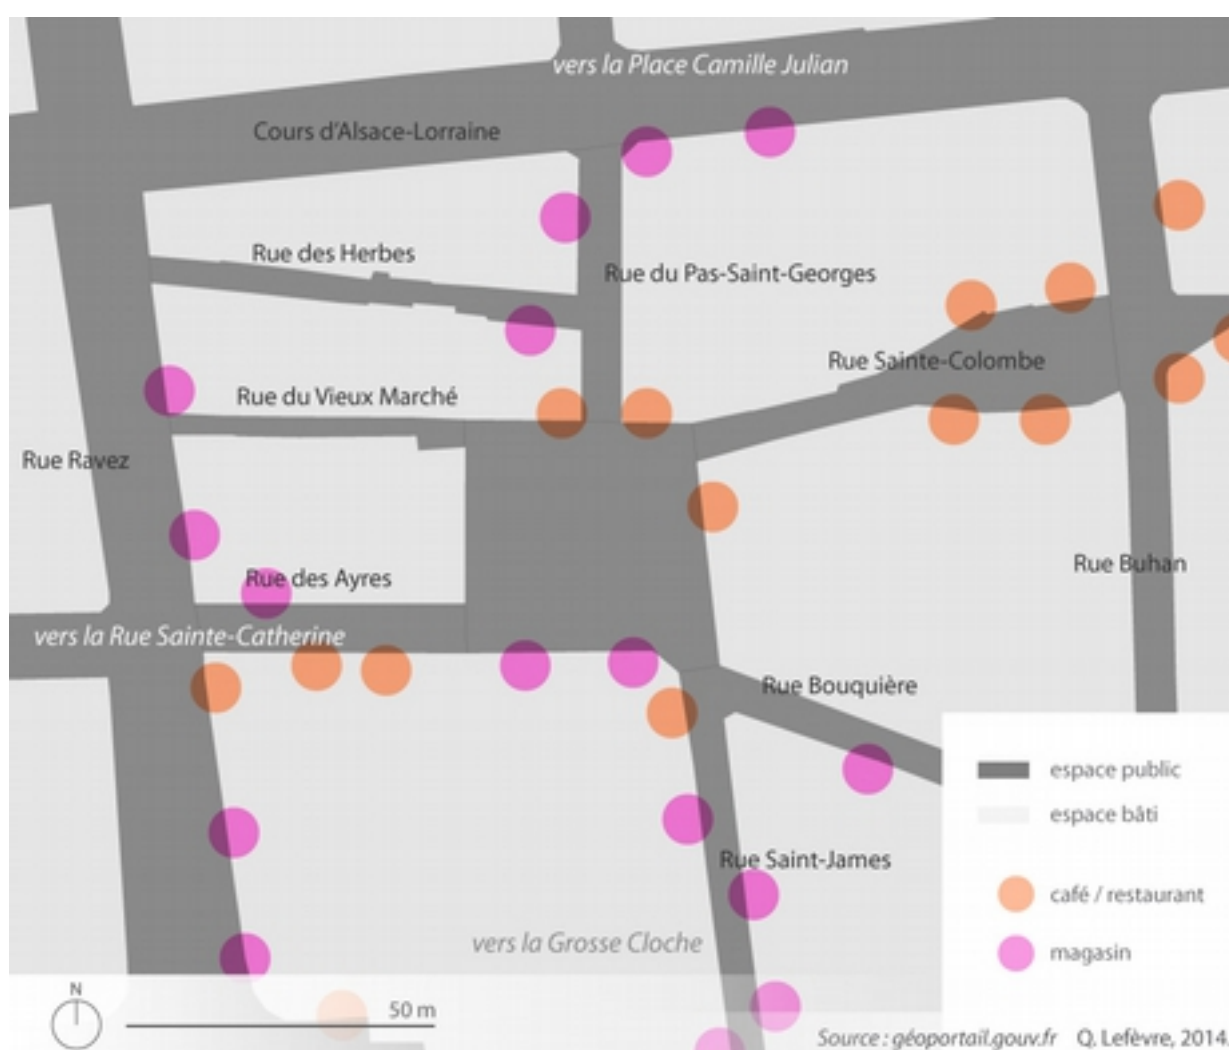 vers la Place Camille Julian
Cours d'Alsace-Lorraine
Rue des Herbes
Rue du Pas-Saint-Georges
Rue Sainte-Colombe
Rue du Vieux Marché
Rue Ravez
Rue des Ayres
Rue Buhan
vers la Rue Sainte-Catherine
Rue Bouquière
espace public
espace bâti
Rue Saint-James
café / restaurant
vers la Grosse Cloche
magasin
N
50 m
Source : géoportail.gouv.fr Q. Lefèvre, 2014